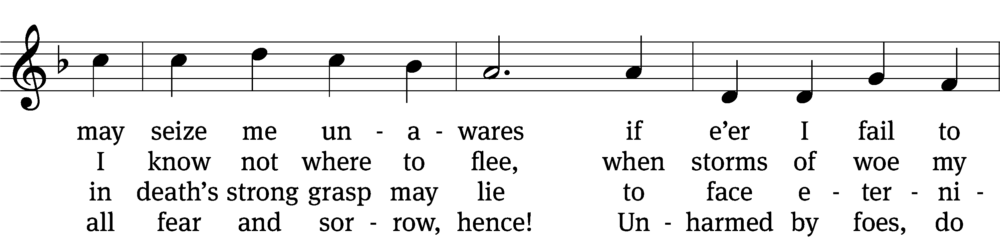 may seize me un - a - wares if e’er I fail to
I know not where to flee, when storms of woe my
in death’s strong grasp may lie to face e - ter - ni -
all fear and sor - row, hence! Un - harmed by foes, do